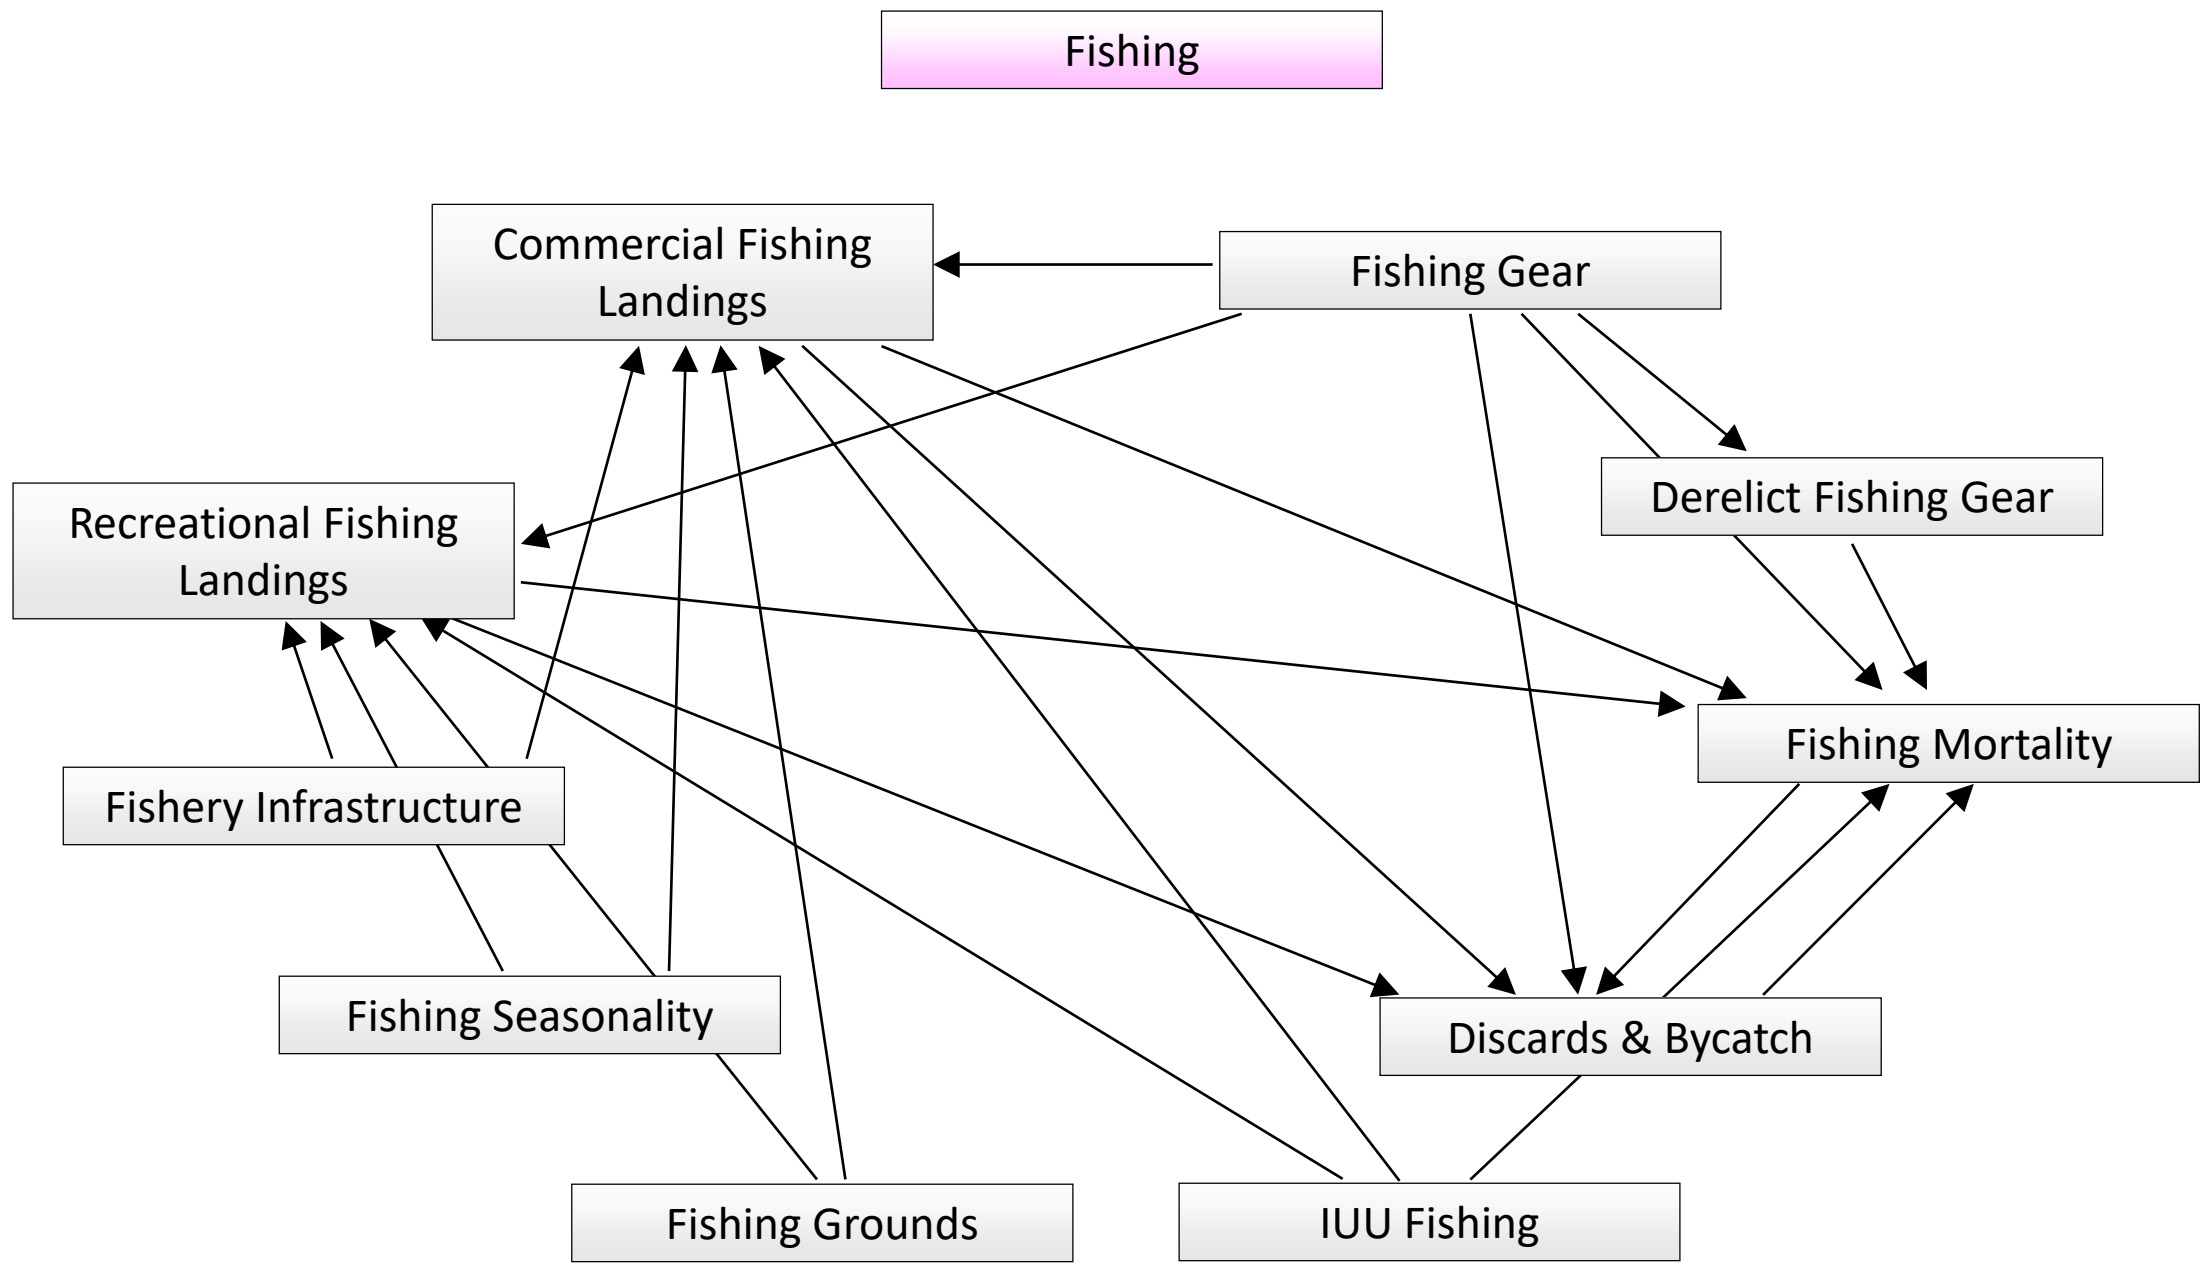 Fishing
Commercial Fishing
Landings
Fishing Gear
Recreational Fishing
Landings
Derelict Fishing Gear
Fishing Mortality
Fishery Infrastructure
Fishing Seasonality
Discards & Bycatch
Fishing Grounds
IUU Fishing